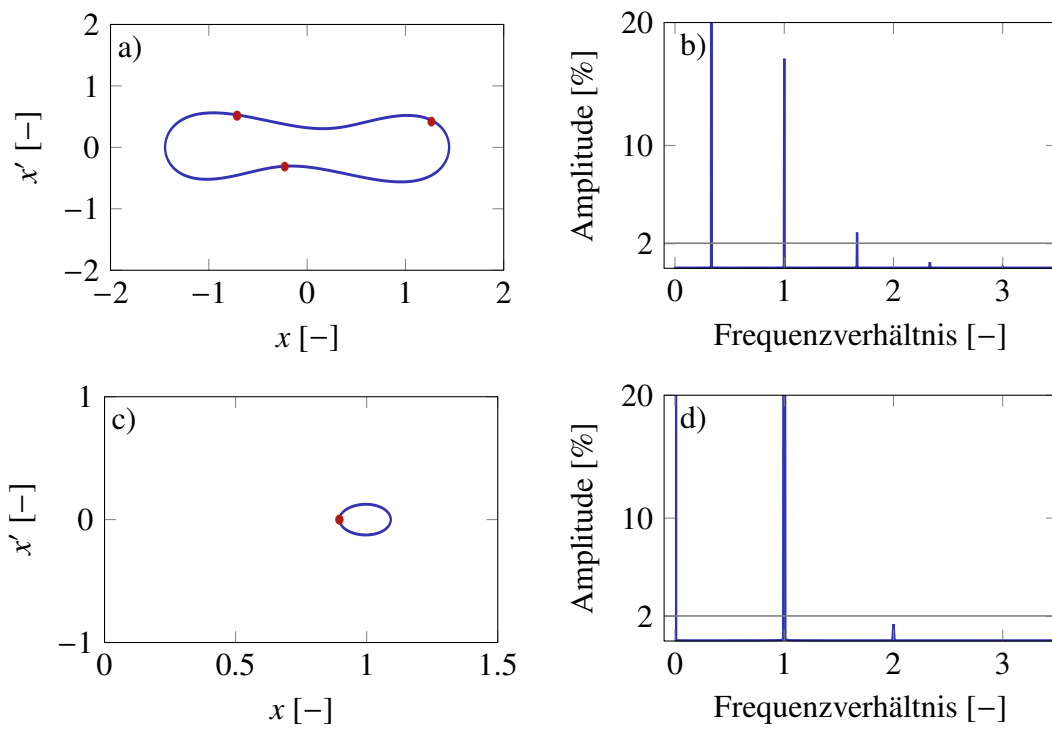 a)
2
1
0
−1
−2
x′ [−]
−2 −1 0 1 2
x [−]
b)
20
10
2
Amplitude [%]
0 1 2 3
Frequenzverhältnis [−]
c)
1
0
−1
x′ [−]
0 0.5 1 1.5
x [−]
d)
20
10
2
Amplitude [%]
0 1 2 3
Frequenzverhältnis [−]